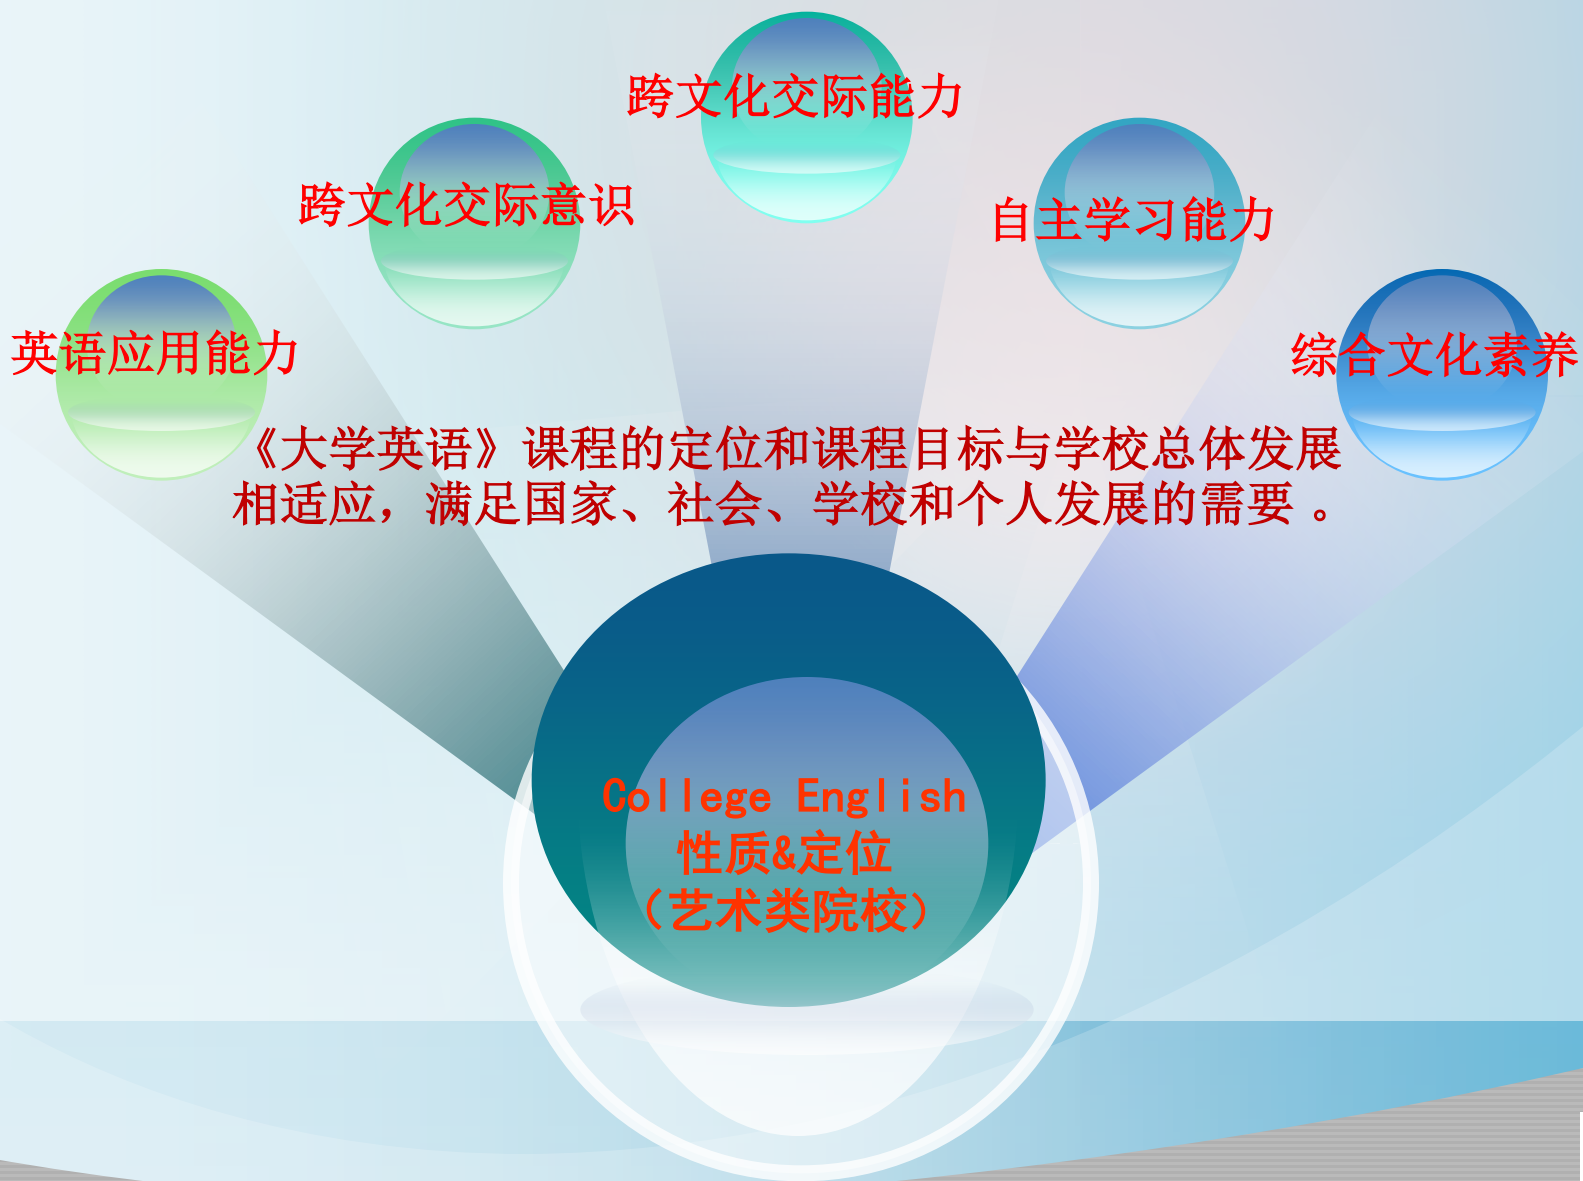 跨文化交际能力
跨文化交际意识
自主学习能力
英语应用能力
综合文化素养
《大学英语》课程的定位和课程目标与学校总体发展
相适应，满足国家、社会、学校和个人发展的需要 。
College English
性质&定位
（艺术类院校）